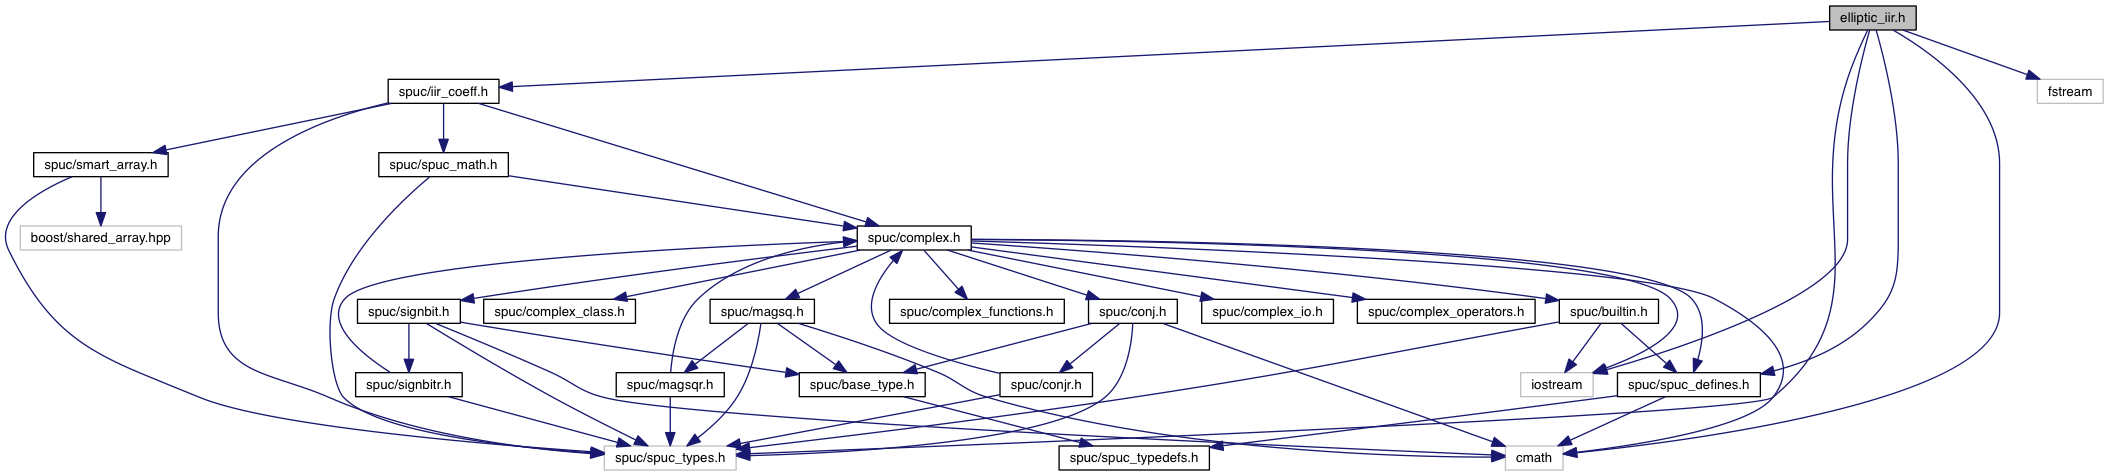 elliptic_iir.h
spuc/iir_coeff.h
fstream
spuc/smart_array.h
spuc/spuc_math.h
boost/shared_array.hpp
spuc/complex.h
spuc/signbit.h
spuc/complex_class.h
spuc/magsq.h
spuc/complex_functions.h
spuc/conj.h
spuc/complex_io.h
spuc/complex_operators.h
spuc/builtin.h
spuc/signbitr.h
spuc/magsqr.h
spuc/base_type.h
spuc/conjr.h
iostream
spuc/spuc_defines.h
spuc/spuc_types.h
spuc/spuc_typedefs.h
cmath